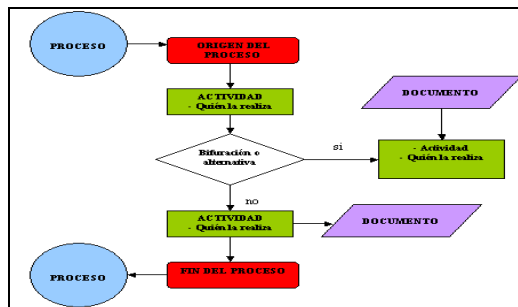 PROCESO
ORIGEN DEL
PROCESO
ACTIVIDAD
- Quién la realiza
DOCUMENTO
Bifuración o
alternativa
si
- Actividad
- Quién la realiza
no
ACTIVIDAD
- Quién la realiza
DOCUMENTO
PROCESO
FIN DEL PROCESO